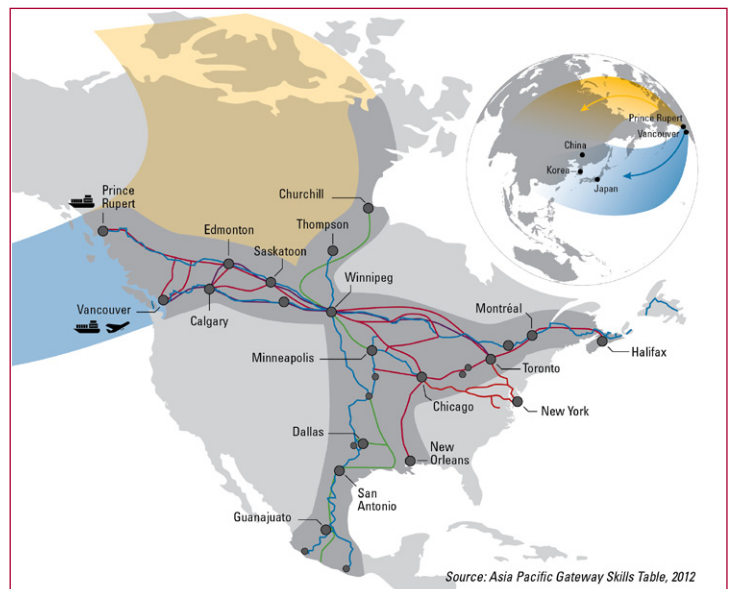 Prince Rupert
Vancouver
China
Korea
Japan
Prince
Rupert
Churchill
Thompson
Edmonton
Saskatoon
Winnipeg
Vancouver
Calgary
Montréal
Halifax
Minneapolis
Toronto
Chicago
New York
Dallas
New
Orleans
San
Antonio
Guanajuato
Source: Asia Pacific Gateway Skills Table, 2012